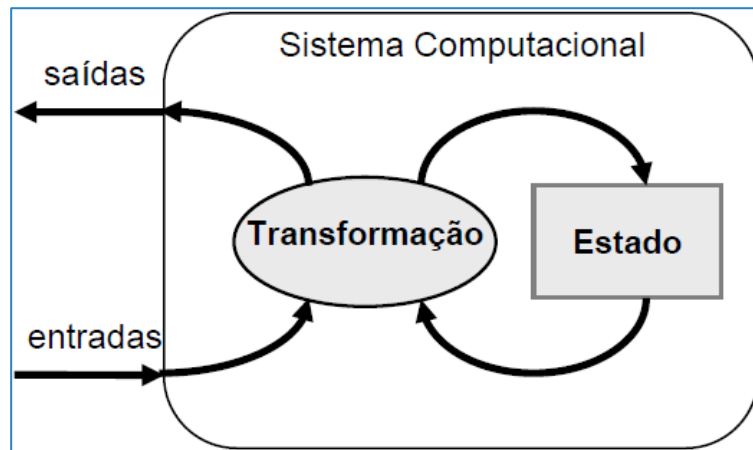 Sistema Computacional
saídas
Transformação
Estado
entradas